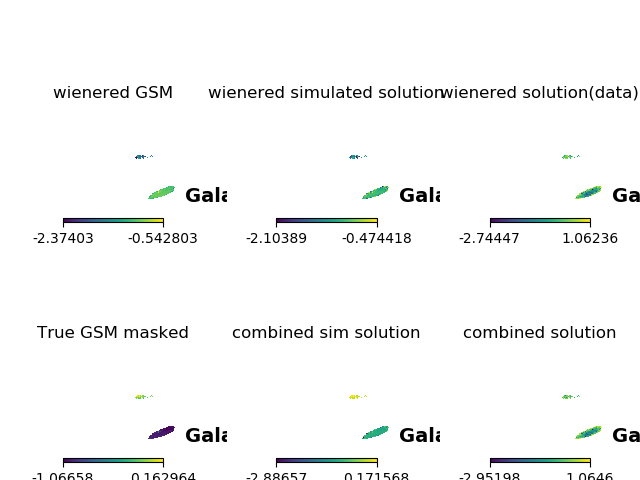 wienered GSM
wienered simulated solution
wienered solution(data)
Gala
Gala
Ga
-2.37403
-0.542803
-2.10389
-0.474418
-2.74447
1.06236
True GSM masked
combined sim solution
combined solution
Gala
Gala
Ga
-1.06658
0.162964
-2.88657
0.171568
-2.95198
1.0646